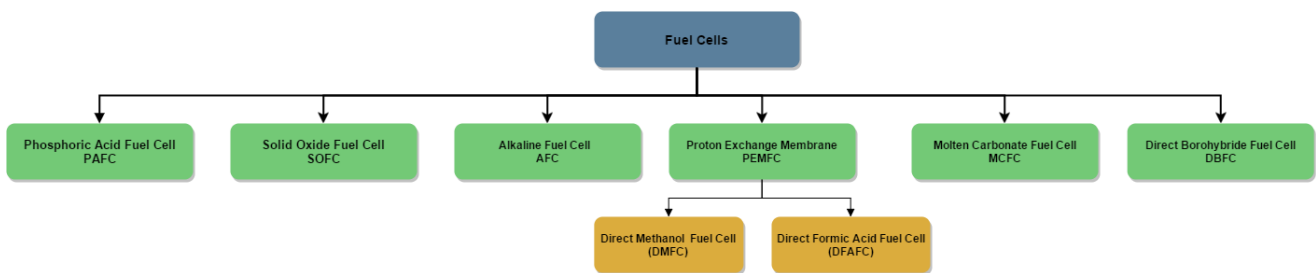 Fuel Cells
Phosphoric Acid Fuel Cell
PAFC
Solid Oxide Fuel Cell
SOFC
Alkaline Fuel Cell
AFC
Proton Exchange Membrane
PEMFC
Molten Carbonate Fuel Cell
MCFC
Direct Borohybride Fuel Cell
DBFC
Direct Methanol Fuel Cell
(DMFC)
Direct Formic Acid Fuel Cell
(DFAFC)